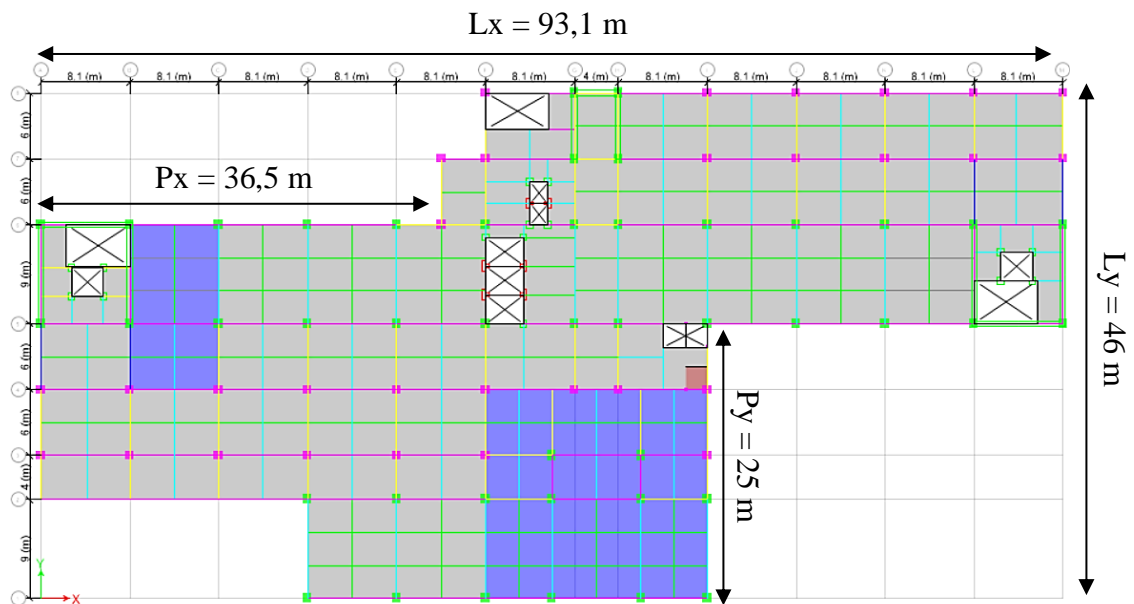 Lx = 93,1 m
8.1 (m) 8.1 (m) 8.1 (m) 8.1 (m) 8.1 (m) 8.1 (m) 4 (m) 8.1 (m) 8.1 (m) 8.1 (m) 8.1 (m) 8.1 (m)
6 (m)
6 (m)
Px = 36,5 m
9 (m)
6 (m)
6 (m)
4 (m)
9 (m)
Ly = 46 m
Py = 25 m
Y
X